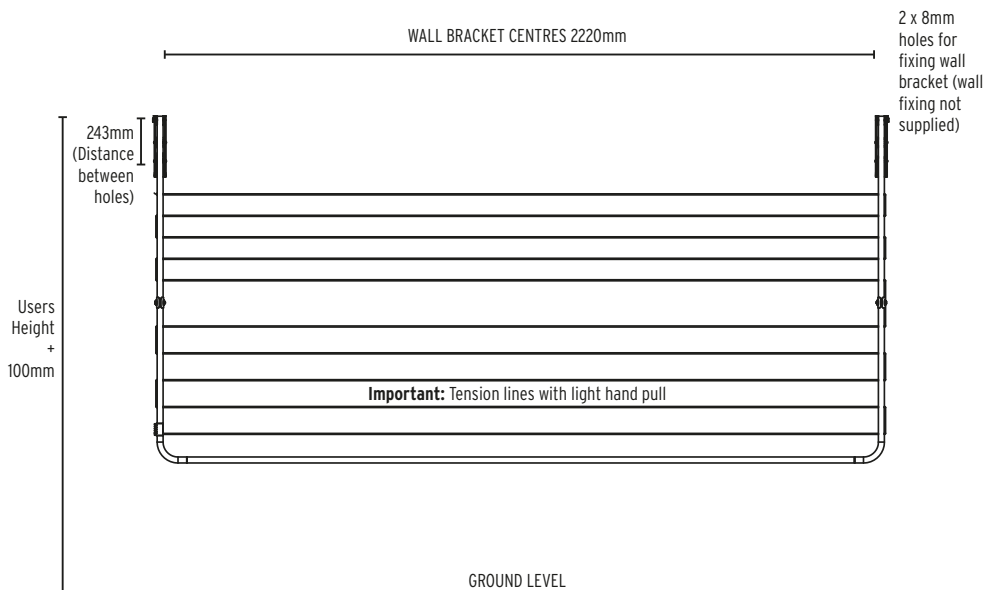 WALL BRACKET CENTRES 2220mm
2 x 8mm
holes for
fixing wall
bracket (wall
fixing not
supplied)
243mm
(Distance
between
holes)
Users
Height
+
100mm
Important: Tension lines with light hand pull
GROUND LEVEL